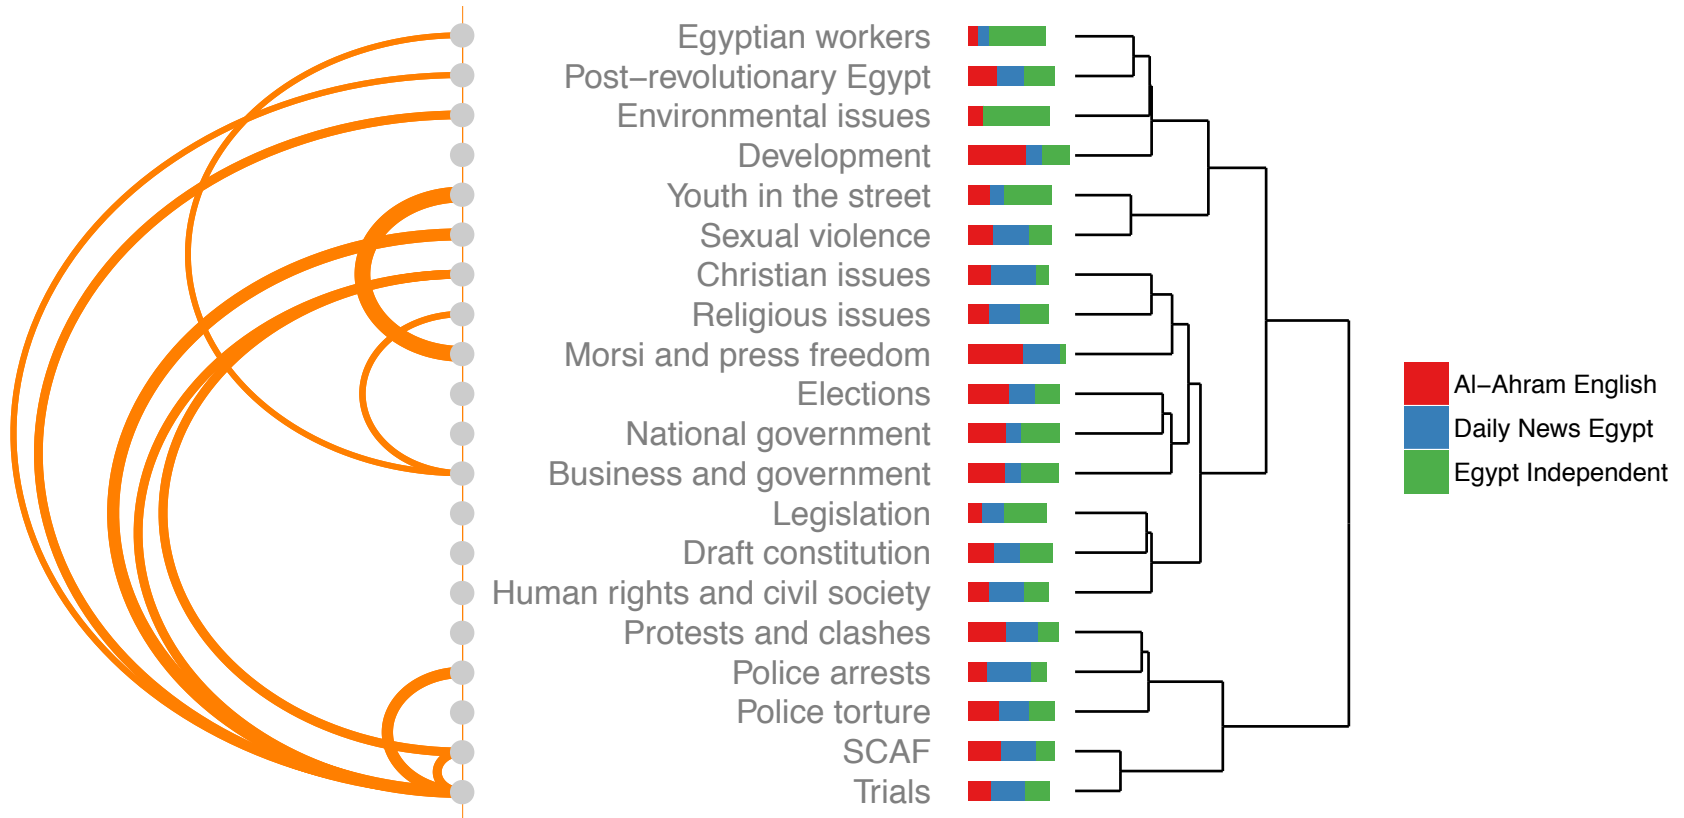 Egyptian workers
Post−revolutionary Egypt
Environmental issues
Development
Youth in the street
Sexual violence
Christian issues
Religious issues
Morsi and press freedom
Elections
National government
Business and government
Legislation
Draft constitution
Human rights and civil society
Protests and clashes
Police arrests
Police torture
SCAF
Trials
Al−Ahram English
Daily News Egypt
Egypt Independent